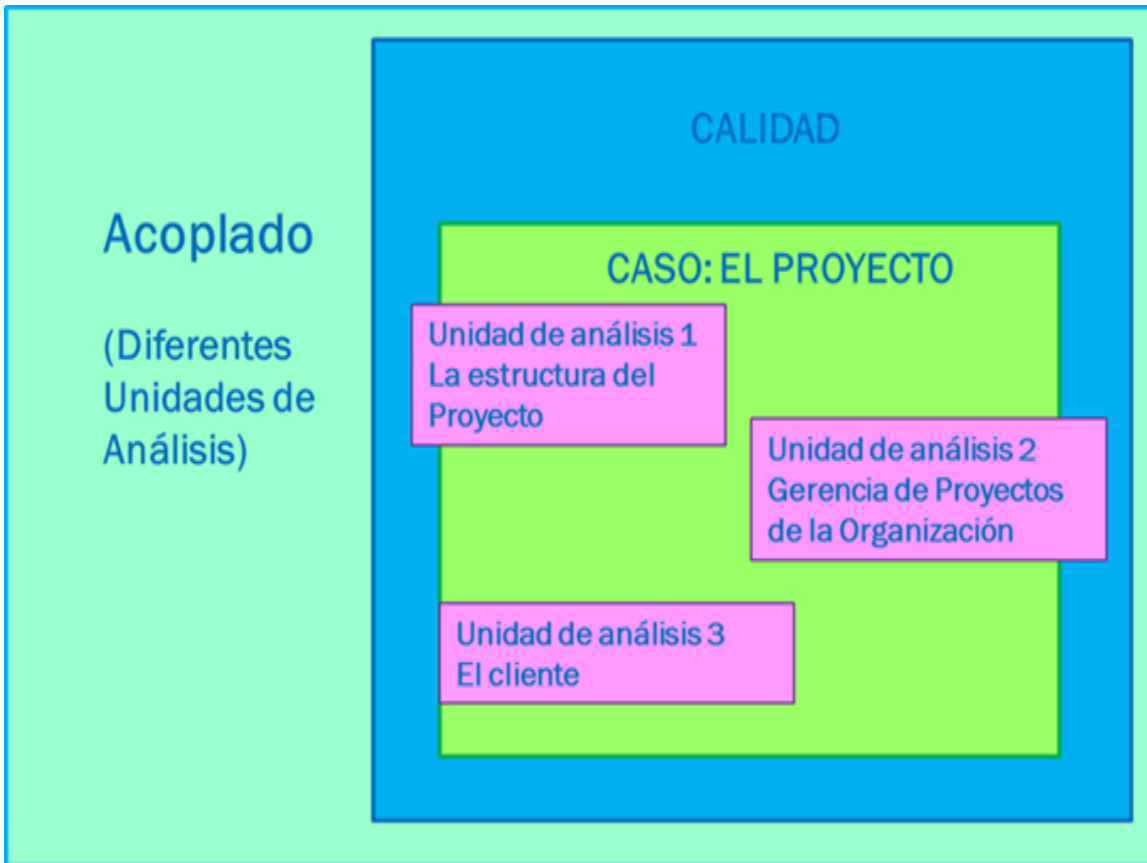 Acoplado
(Diferentes
Unidades de
Análisis)
CALIDAD
CASO: EL PROYECTO
Unidad de análisis 1
La estructura del
Proyecto
Unidad de análisis 2
Gerencia de Proyectos
de la Organización
Unidad de análisis 3
El cliente